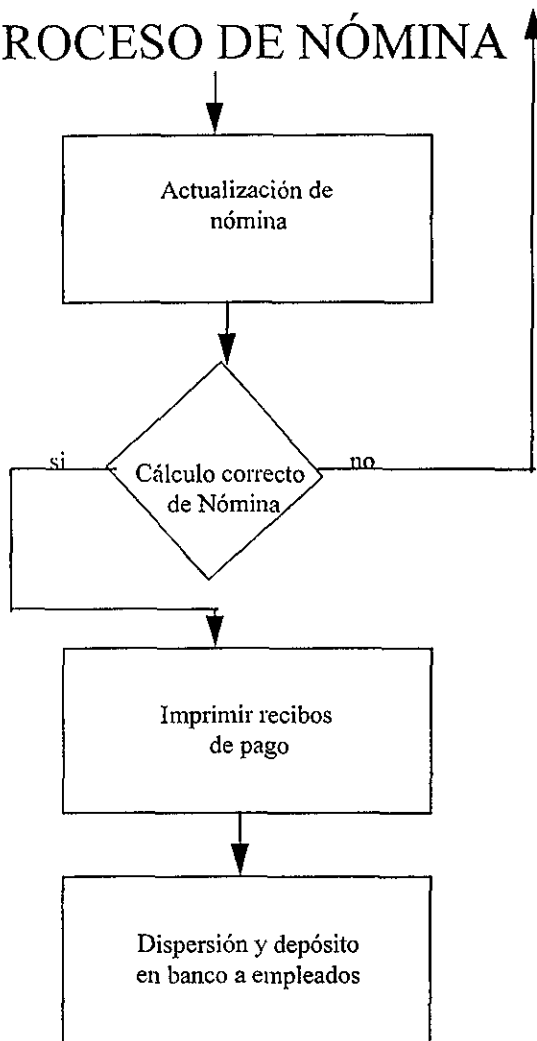 ROCESO DE NÓMINA
Actualización de
nómina
si
no
Cálculo correcto
de Nómina
Imprimir recibos
de pago
Dispersión y depósito
en banco a empleados